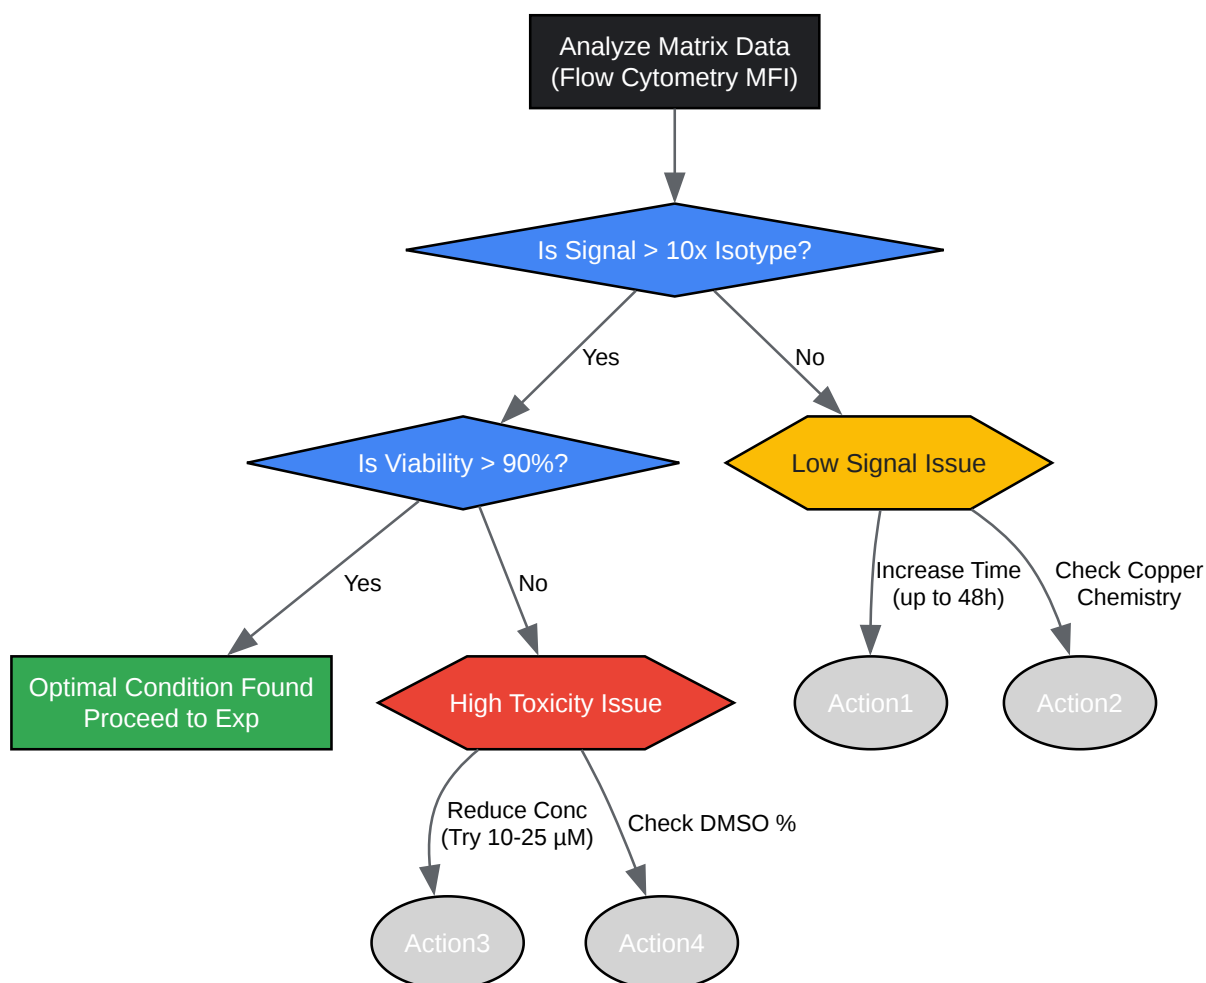 Analyze Matrix Data
(Flow Cytometry MFI)
Is Signal > 10x Isotype?
Yes
No
Is Viability > 90%?
Low Signal Issue
Yes
No
Increase Time
(up to 48h)
Check Copper
Chemistry
Optimal Condition Found
Proceed to Exp
High Toxicity Issue
Action1
Action2
Reduce Conc
(Try 10-25 µM)
Check DMSO %
Action3
Action4